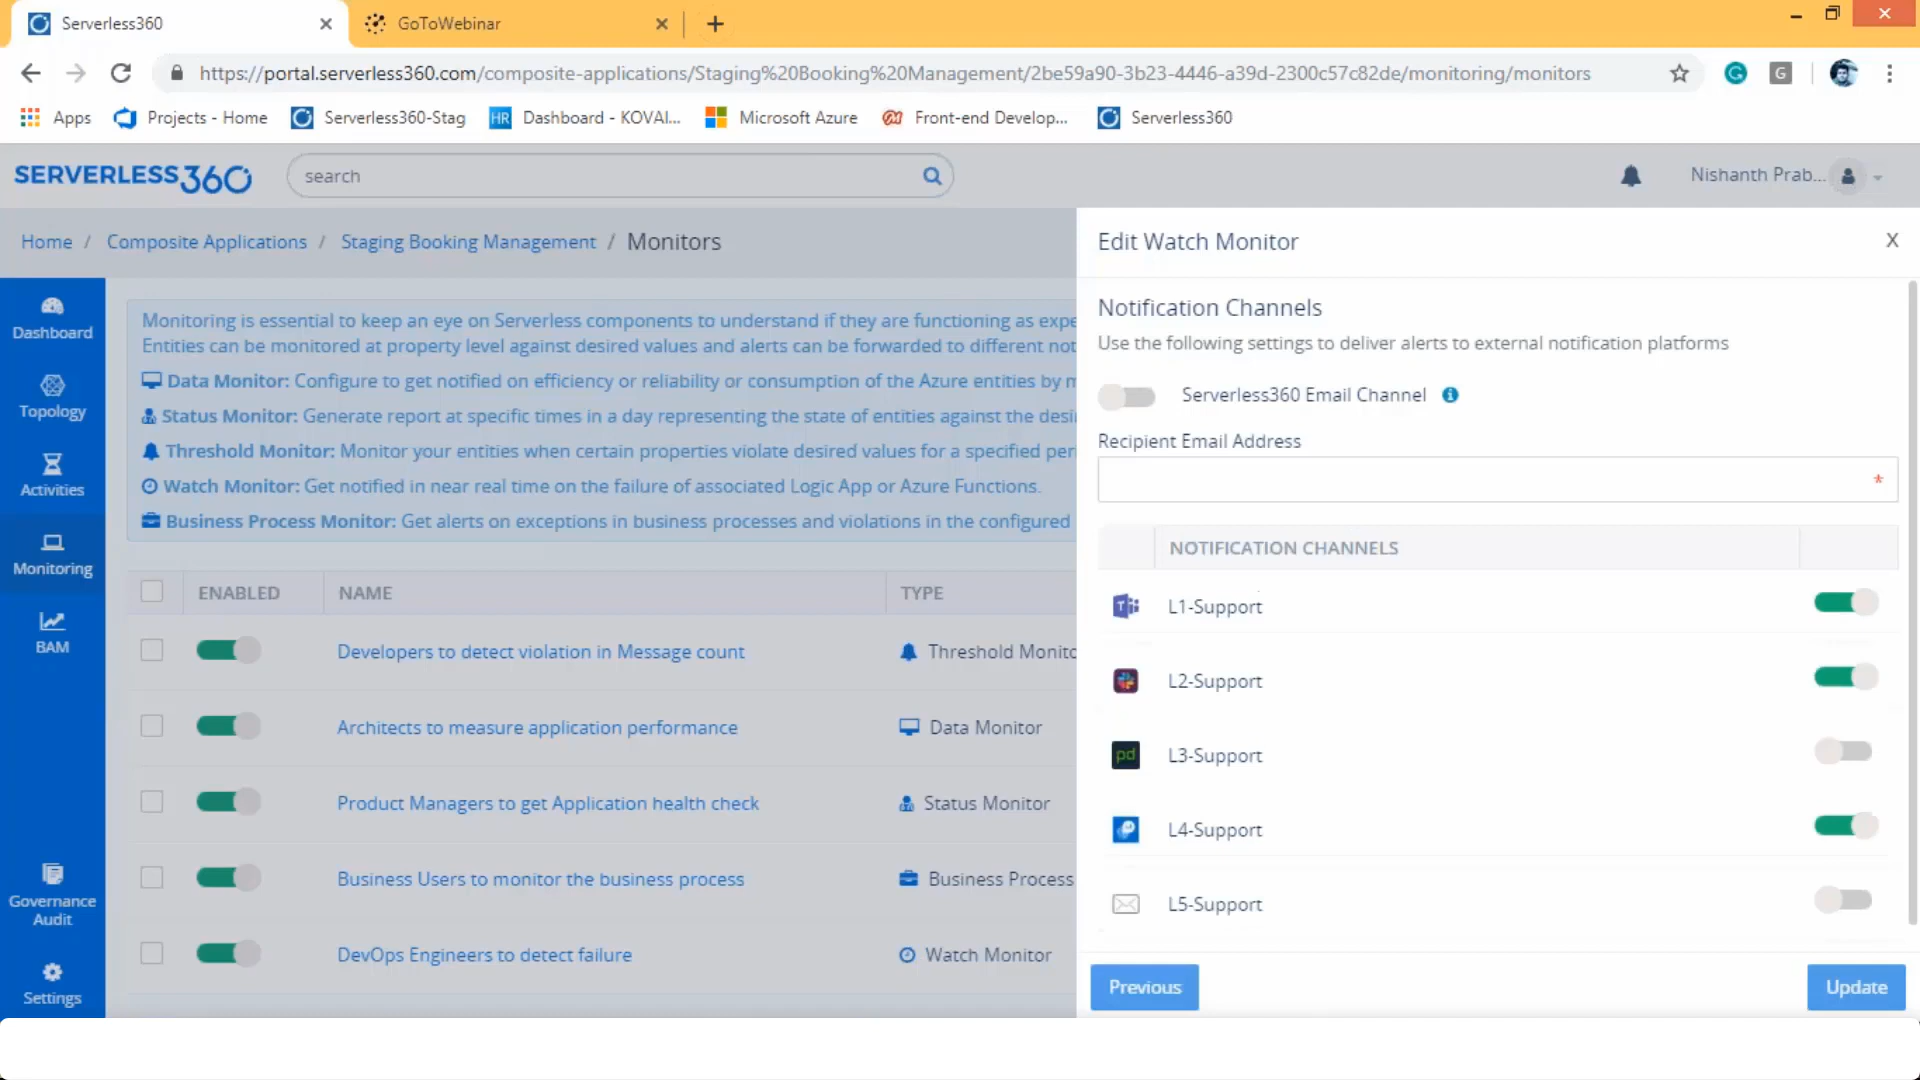 Serverless360
GoToWebinar
https://portal.serverless360.com/composite-applications/Staging%20Booking%20Management/2be59a90-3b23-4446-a39d-2300c57c82de/monitoring/monitors
Apps
Projects - Home
Serverless360-Stag
HR
Dashboard - KOVAI...
Microsoft Azure
Front-end Develop...
Serverless360
SERVERLESS360
search
Nishanth Prab...
Home / Composite Applications / Staging Booking Management / Monitors
Dashboard
Topology
Activities
Monitoring
BAM
Governance
Audit
Settings
Monitoring is essential to keep an eye on Serverless components to understand if they are functioning as expe
Entities can be monitored at property level against desired values and alerts can be forwarded to different not
Data Monitor: Configure to get notified on efficiency or reliability or consumption of the Azure entities by m
Status Monitor: Generate report at specific times in a day representing the state of entities against the desi
Threshold Monitor: Monitor your entities when certain properties violate desired values for a specified per
Watch Monitor: Get notified in near real time on the failure of associated Logic App or Azure Functions.
Business Process Monitor: Get alerts on exceptions in business processes and violations in the configured
ENABLED NAME TYPE
Developers to detect violation in Message count Threshold Monito
Architects to measure application performance Data Monitor
Product Managers to get Application health check Status Monitor
Business Users to monitor the business process Business Process
DevOps Engineers to detect failure Watch Monitor
Edit Watch Monitor X
Notification Channels
Use the following settings to deliver alerts to external notification platforms
Serverless360 Email Channel
Recipient Email Address
*
NOTIFICATION CHANNELS
L1-Support
L2-Support
pd L3-Support
L4-Support
L5-Support
Previous
Update